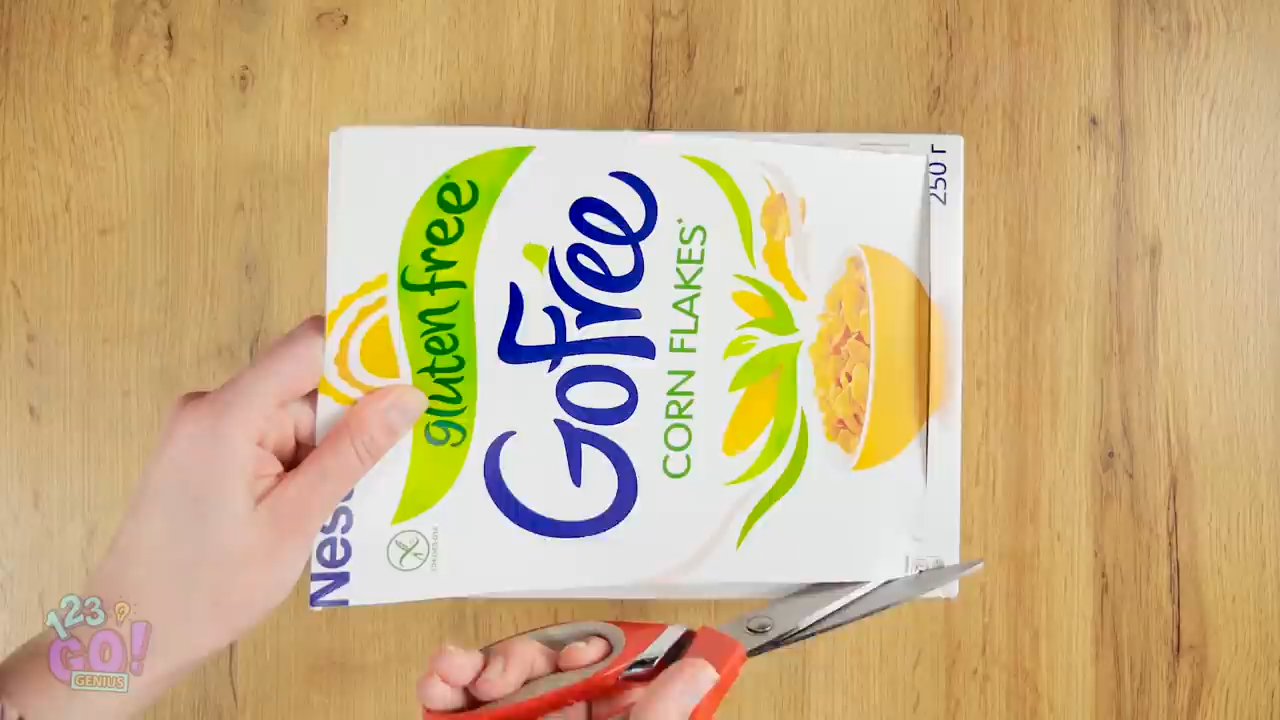 Nes
gluten free
GoFree
CORN FLAKES*
250 г
123
GO!
GENIUS